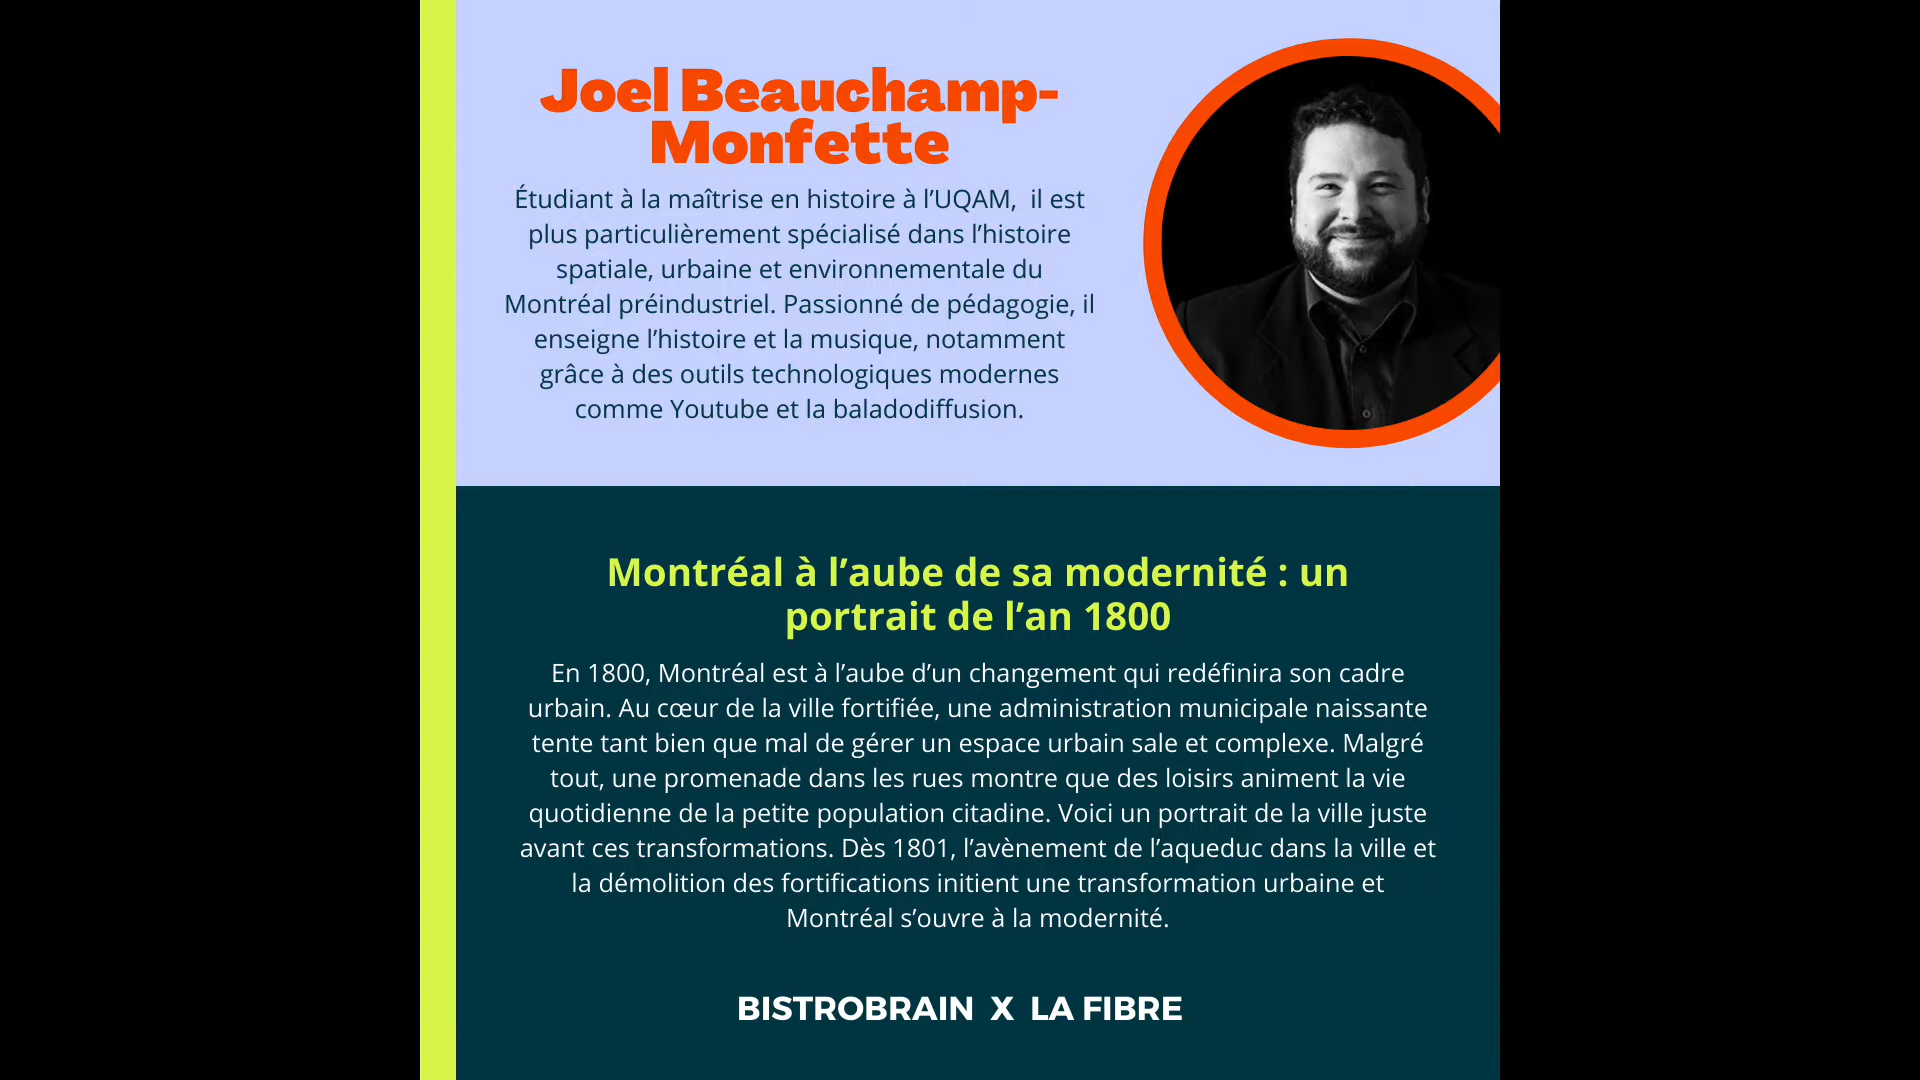 Joel Beauchamp-
Monfette
Étudiant à la maîtrise en histoire à l’UQAM,  il est
plus particulièrement spécialisé dans l’histoire
spatiale, urbaine et environnementale du
Montréal préindustriel. Passionné de pédagogie, il
enseigne l’histoire et la musique, notamment
grâce à des outils technologiques modernes
comme Youtube et la baladodiffusion.
Montréal à l’aube de sa modernité : un
portrait de l’an 1800
En 1800, Montréal est à l’aube d’un changement qui redéfinira son cadre
urbain. Au cœur de la ville fortifiée, une administration municipale naissante
tente tant bien que mal de gérer un espace urbain sale et complexe. Malgré
tout, une promenade dans les rues montre que des loisirs animent la vie
quotidienne de la petite population citadine. Voici un portrait de la ville juste
avant ces transformations. Dès 1801, l’avènement de l’aqueduc dans la ville et
la démolition des fortifications initient une transformation urbaine et
Montréal s’ouvre à la modernité.
BISTROBRAIN X LA FIBRE